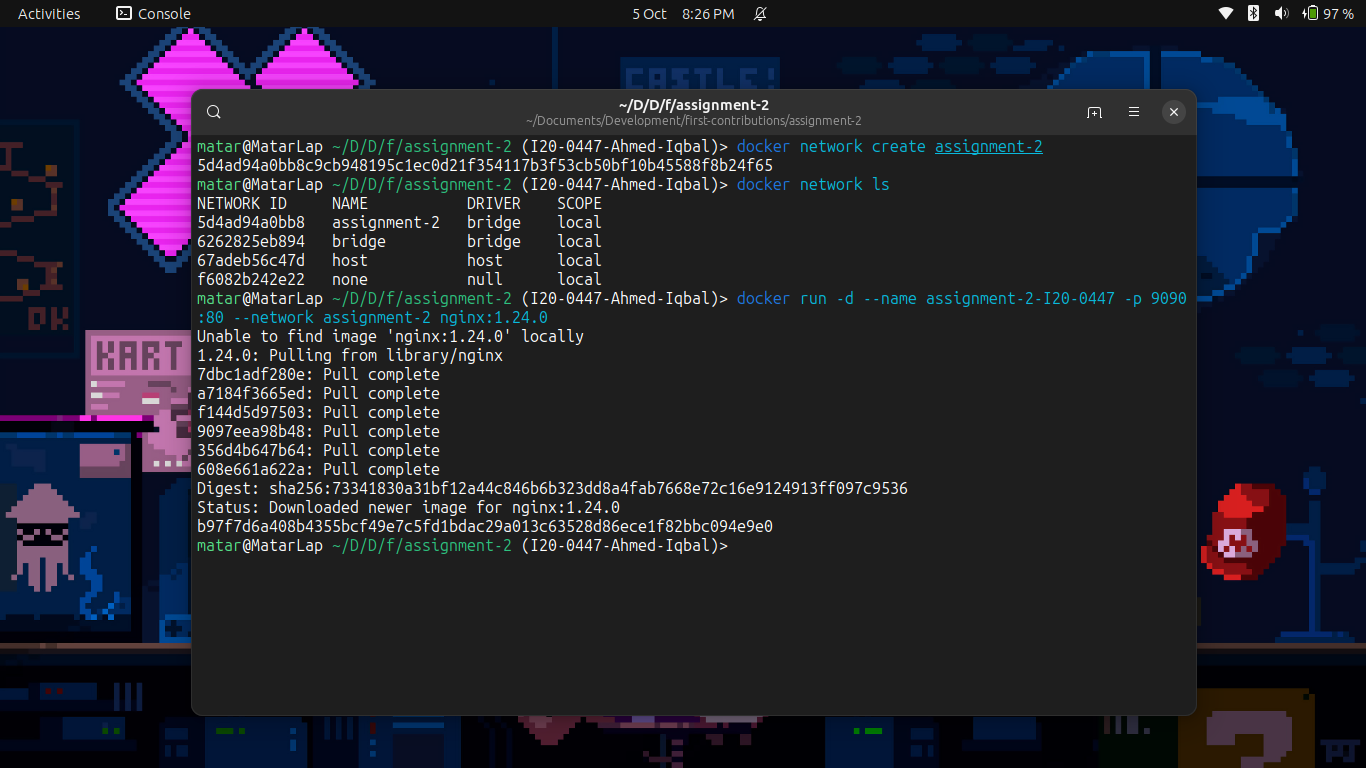 Activities
Console
5 Oct 8:26 PM
97 %
CASTLE!
KART
OK
~/D/D/f/assignment-2
~/Documents/Development/first-contributions/assignment-2
matar@MatarLap ~/D/D/f/assignment-2 (I20-0447-Ahmed-Iqbal)> docker network create assignment-2
5d4ad94a0bb8c9cb948195c1ec0d21f354117b3f53cb50bf10b45588f8b24f65
matar@MatarLap ~/D/D/f/assignment-2 (I20-0447-Ahmed-Iqbal)> docker network ls
NETWORK ID NAME DRIVER SCOPE
5d4ad94a0bb8 assignment-2 bridge local
6262825eb894 bridge bridge local
67adeb56c47d host host local
f6082b242e22 none null local
matar@MatarLap ~/D/D/f/assignment-2 (I20-0447-Ahmed-Iqbal)> docker run -d --name assignment-2-I20-0447 -p 9090
:80 --network assignment-2 nginx:1.24.0
Unable to find image 'nginx:1.24.0' locally
1.24.0: Pulling from library/nginx
7dbc1adf280e: Pull complete
a7184f3665ed: Pull complete
f144d5d97503: Pull complete
9097eea98b48: Pull complete
356d4b647b64: Pull complete
608e661a622a: Pull complete
Digest: sha256:73341830a31bf12a44c846b6b323dd8a4fab7668e72c16e9124913ff097c9536
Status: Downloaded newer image for nginx:1.24.0
b97f7d6a408b4355bcf49e7c5fd1bdac29a013c63528d86ece1f82bbc094e9e0
matar@MatarLap ~/D/D/f/assignment-2 (I20-0447-Ahmed-Iqbal)>